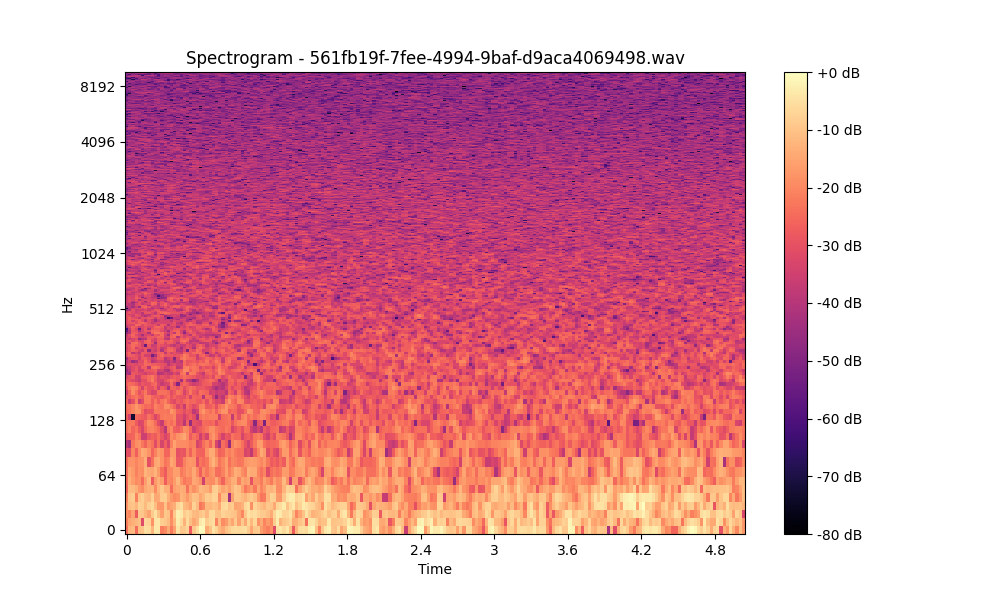 Spectrogram - 561fb19f-7fee-4994-9baf-d9aca4069498.wav
Hz
8192
4096
2048
1024
512
256
128
64
0
0 0.6 1.2 1.8 2.4 3 3.6 4.2 4.8
Time
+0 dB
-10 dB
-20 dB
-30 dB
-40 dB
-50 dB
-60 dB
-70 dB
-80 dB